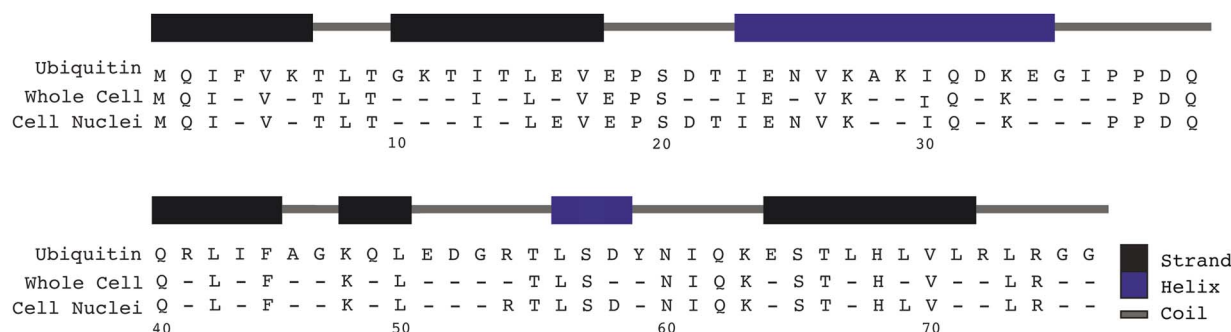 Ubiquitin M Q I F V K T L T G K T I T L E V E P S D T I E N V K A K I Q D K E G I P P D Q
Whole Cell M Q I - V - T L T - - - I - L - V E P S - - I E - V K - - I Q - K - - - P D Q
Cell Nuclei M Q I - V - T L T - - - I - L E V E P S D T I E N V K - - I Q - K - - - P P D Q
10 20 30
Ubiquitin Q R L I F A G K Q L E D G R T L S D Y N I Q K E S T L H L V L R L R G G
Whole Cell Q - L - F - - K - L - - - - T L S - - N I Q K - S T - H - V - - L R - -
Cell Nuclei Q - L - F - - K - L - - - R T L S D - N I Q K - S T - H L V - - L R - -
40 50 60 70
Strand
Helix
Coil